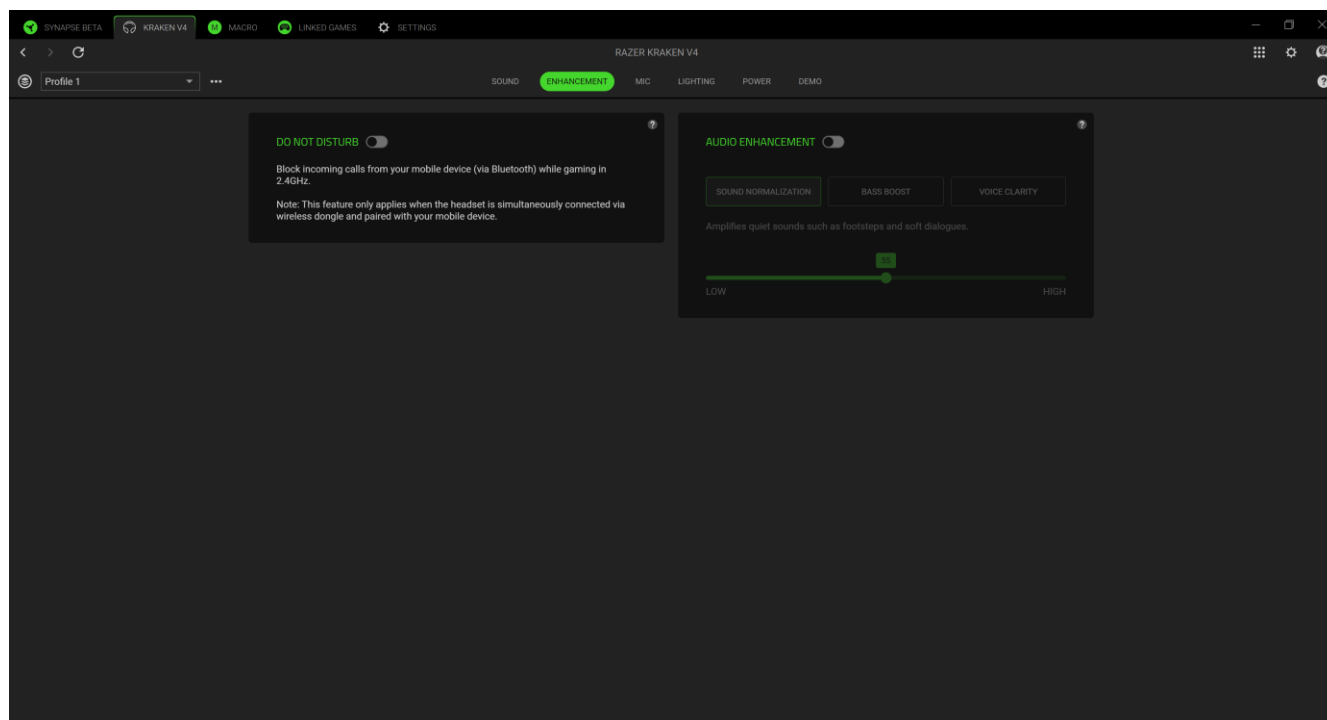 SYNAPSE BETA
KRAKEN V4
M MACRO
LINKED GAMES
SETTINGS
RAZER KRAKEN V4
Profile 1
SOUND
ENHANCEMENT
MIC
LIGHTING
POWER
DEMO
DO NOT DISTURB
Block incoming calls from your mobile device (via Bluetooth) while gaming in
2.4GHz.
Note: This feature only applies when the headset is simultaneously connected via
wireless dongle and paired with your mobile device.
AUDIO ENHANCEMENT
SOUND NORMALIZATION
BASS BOOST
VOICE CLARITY
Amplifies quiet sounds such as footsteps and soft dialogues.
LOW
HIGH